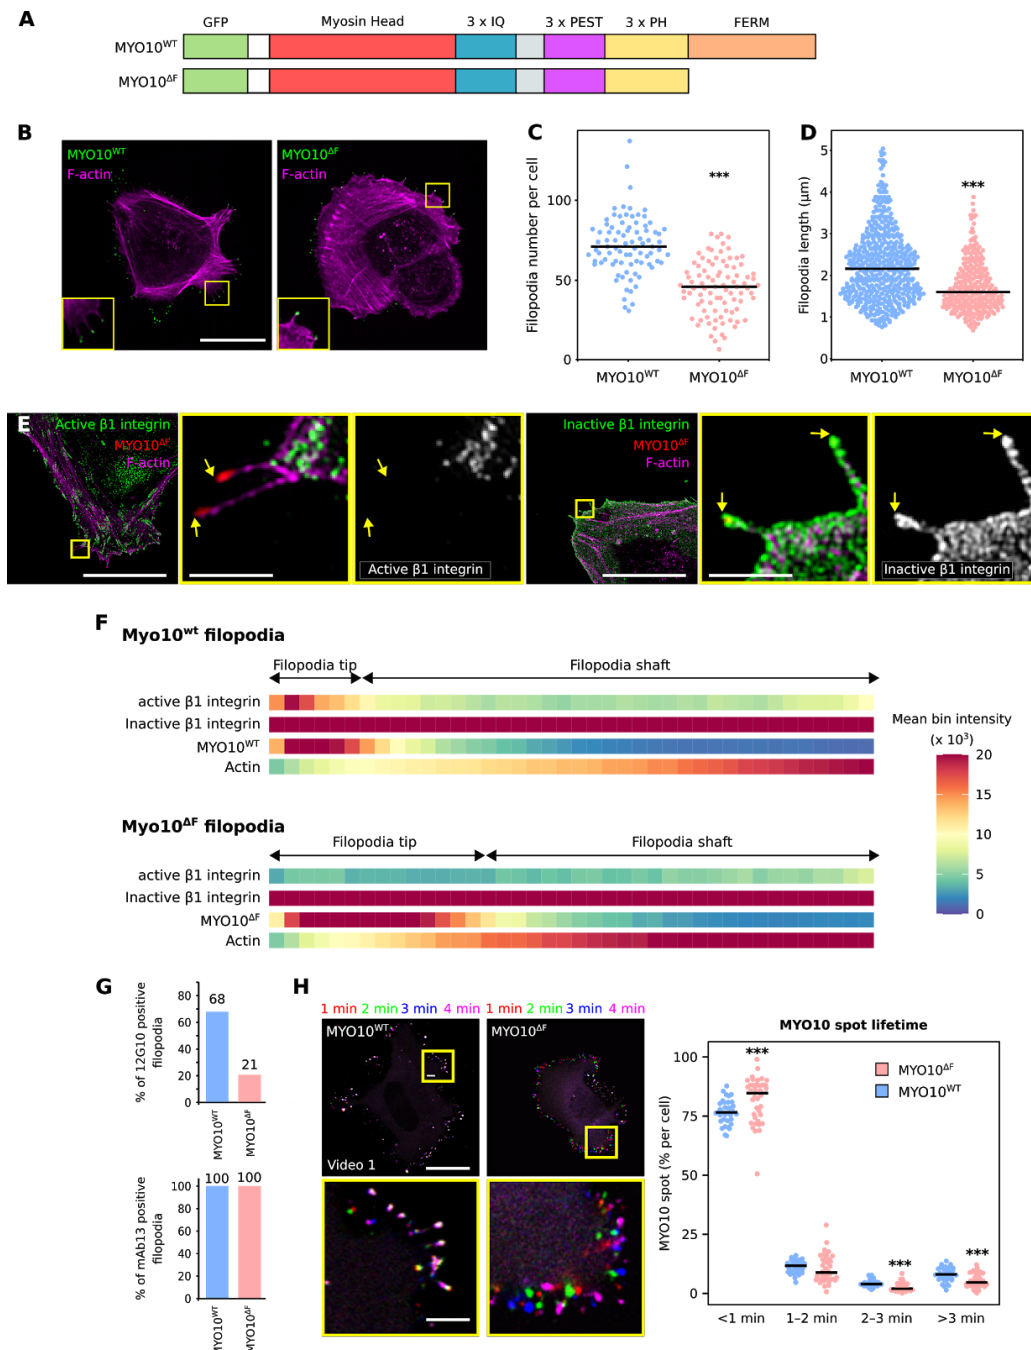 A
GFP Myosin Head 3 x IQ 3 x PEST 3 x PH FERM
MYO10WT
MYO10ΔF
B
MYO10WT
F-actin
MYO10ΔF
F-actin
C
Filopodia number per cell
100
50
0
***
MYO10WT MYO10ΔF
D
Filopodia length (μm)
5
4
3
2
1
0
***
MYO10WT MYO10ΔF
E
Active β1 integrin
MYO10ΔF
F-actin
Active β1 integrin
Inactive β1 integrin
MYO10ΔF
F-actin
Inactive β1 integrin
F
Myo10wt filopodia
Filopodia tip Filopodia shaft
active β1 integrin
Inactive β1 integrin
MYO10WT
Actin
Myo10ΔF filopodia
Filopodia tip Filopodia shaft
active β1 integrin
Inactive β1 integrin
MYO10ΔF
Actin
Mean bin intensity
(x 10³)
20
15
10
5
0
G
% of 12G10 positive
filopodia
80
60
40
20
0
68
21
MYO10WT
MYO10ΔF
% of mAb13 positive
filopodia
100
80
60
40
20
0
100 100
MYO10WT
MYO10ΔF
H
1 min 2 min 3 min 4 min 1 min 2 min 3 min 4 min
MYO10WT
MYO10ΔF
Video 1
MYO10 spot lifetime
MYO10 spot (% per cell)
100
75
50
25
0
***
MYO10ΔF
MYO10WT
***
***
<1 min 1–2 min 2–3 min >3 min